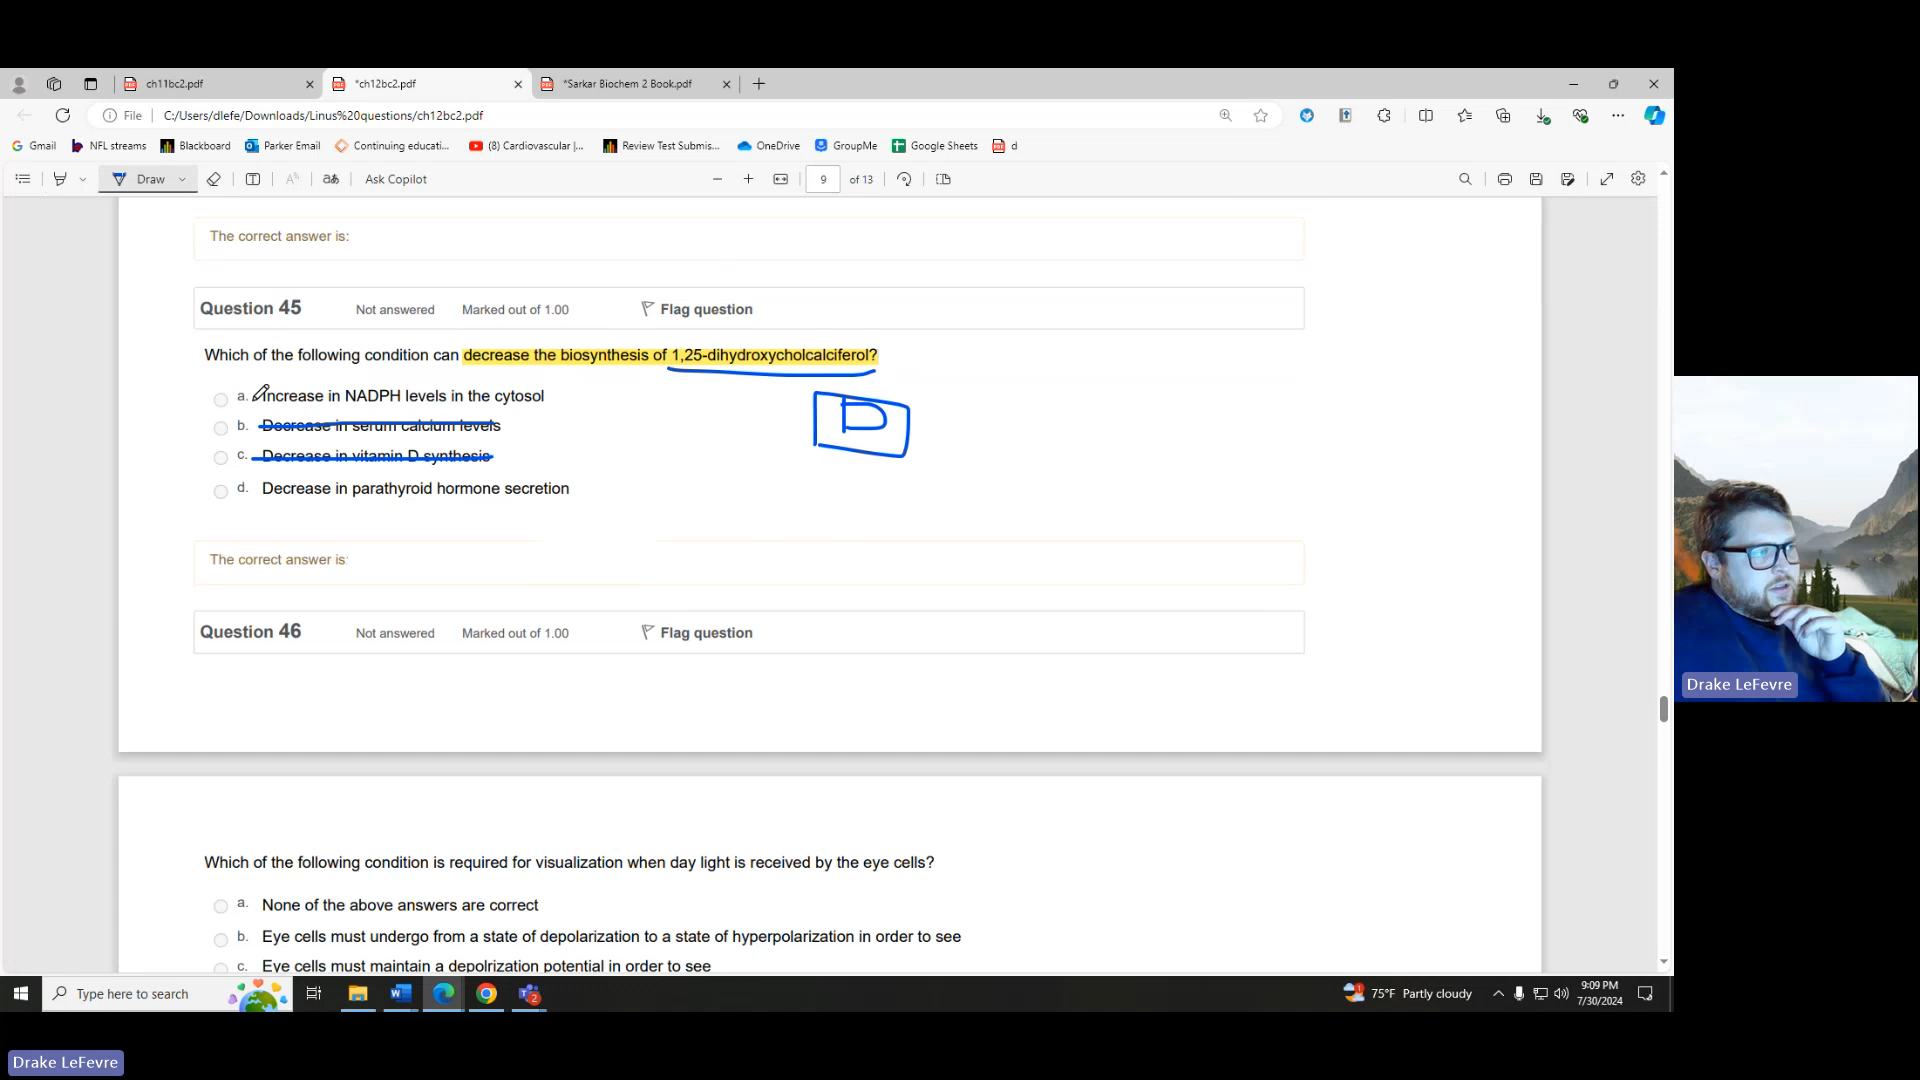 ch11bc2.pdf
*ch12bc2.pdf
*Sarkar Biochem 2 Book.pdf
File
C:/Users/dlefe/Downloads/Linus%20questions/ch12bc2.pdf
Gmail
NFL streams
Blackboard
Parker Email
Continuing educati...
(8) Cardiovascular |...
Review Test Submis...
OneDrive
GroupMe
Google Sheets
d
Draw
Ask Copilot
9
of 13
The correct answer is:
Question 45
Not answered
Marked out of 1.00
Flag question
Which of the following condition can decrease the biosynthesis of 1,25-dihydroxycholcalciferol?
a. Increase in NADPH levels in the cytosol
D
b. Decrease in serum calcium levels
c. Decrease in vitamin D synthesis
d. Decrease in parathyroid hormone secretion
The correct answer is:
Question 46
Not answered
Marked out of 1.00
Flag question
Drake LeFevre
Which of the following condition is required for visualization when day light is received by the eye cells?
a. None of the above answers are correct
b. Eye cells must undergo from a state of depolarization to a state of hyperpolarization in order to see
c. Eye cells must maintain a depolrization potential in order to see
Type here to search
2
75°F Partly cloudy
9:09 PM
7/30/2024
Drake LeFevre